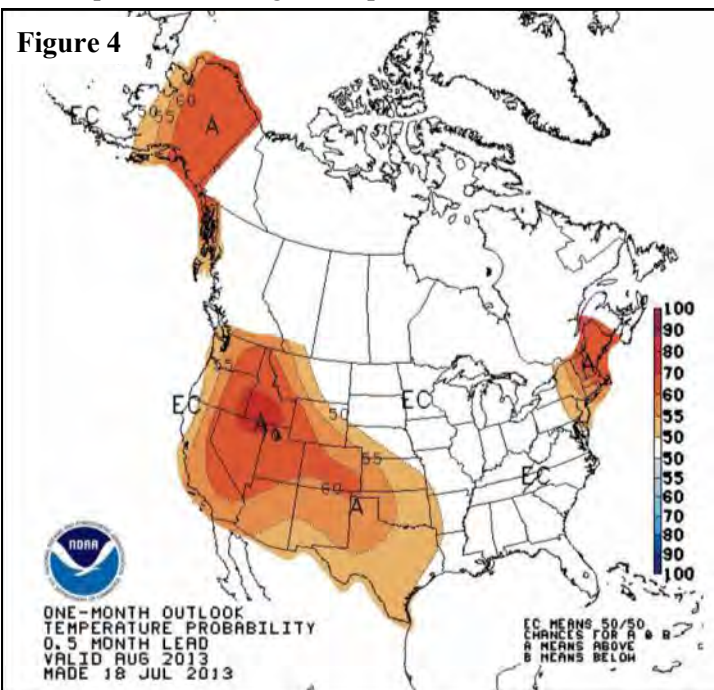 Figure 4
50
55
60
EC
A
A
EC
EC
A
50
55
60
A
EC
100
90
80
70
60
55
50
50
55
60
70
80
90
100
NOAA
ONE-MONTH OUTLOOK
TEMPERATURE PROBABILITY
0.5 MONTH LEAD
VALID AUG 2013
MADE 18 JUL 2013
EC MEANS 50/50
CHANCES FOR A & B
A MEANS ABOVE
B MEANS BELOW